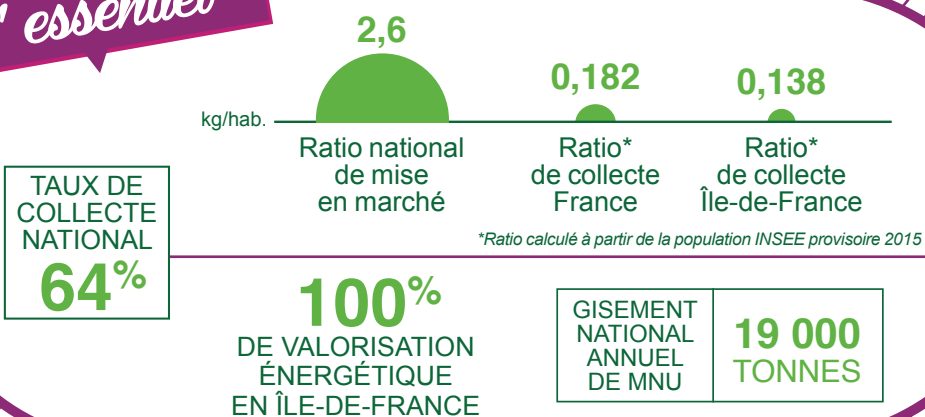 essentiel
2,6
0,182
0,138
kg/hab.
Ratio national
de mise
en marché
Ratio*
de collecte
France
Ratio*
de collecte
Île-de-France
*Ratio calculé à partir de la population INSEE provisoire 2015
TAUX DE
COLLECTE
NATIONAL
64%
100%
DE VALORISATION
ÉNERGÉTIQUE
EN ÎLE-DE-FRANCE
GISEMENT
NATIONAL
ANNUEL
DE MNU
19 000
TONNES